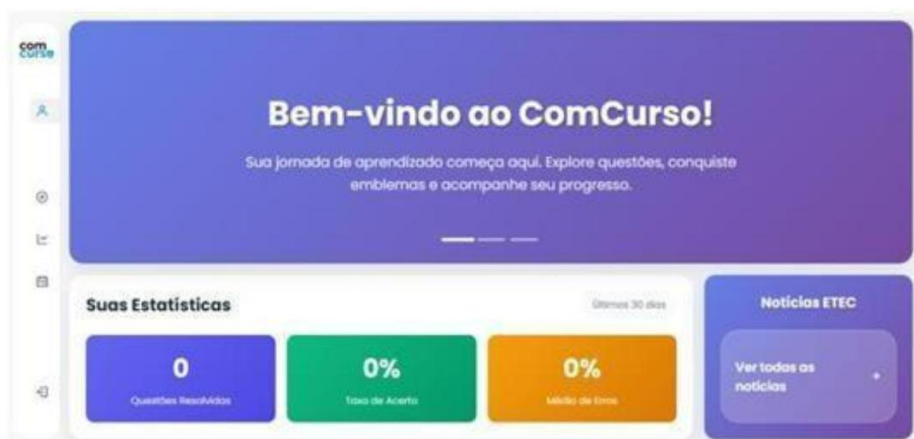 com
curso
Bem-vindo ao ComCurso!
Sua jornada de aprendizado começa aqui. Explore questões, conquiste
emblemas e acompanhe seu progresso.
Suas Estatísticas
Últimos 30 dias
0
Questões Resolvidas
0%
Taxa de Acerto
0%
Média de Erros
Notícias ETEC
Ver todas as
notícias
+